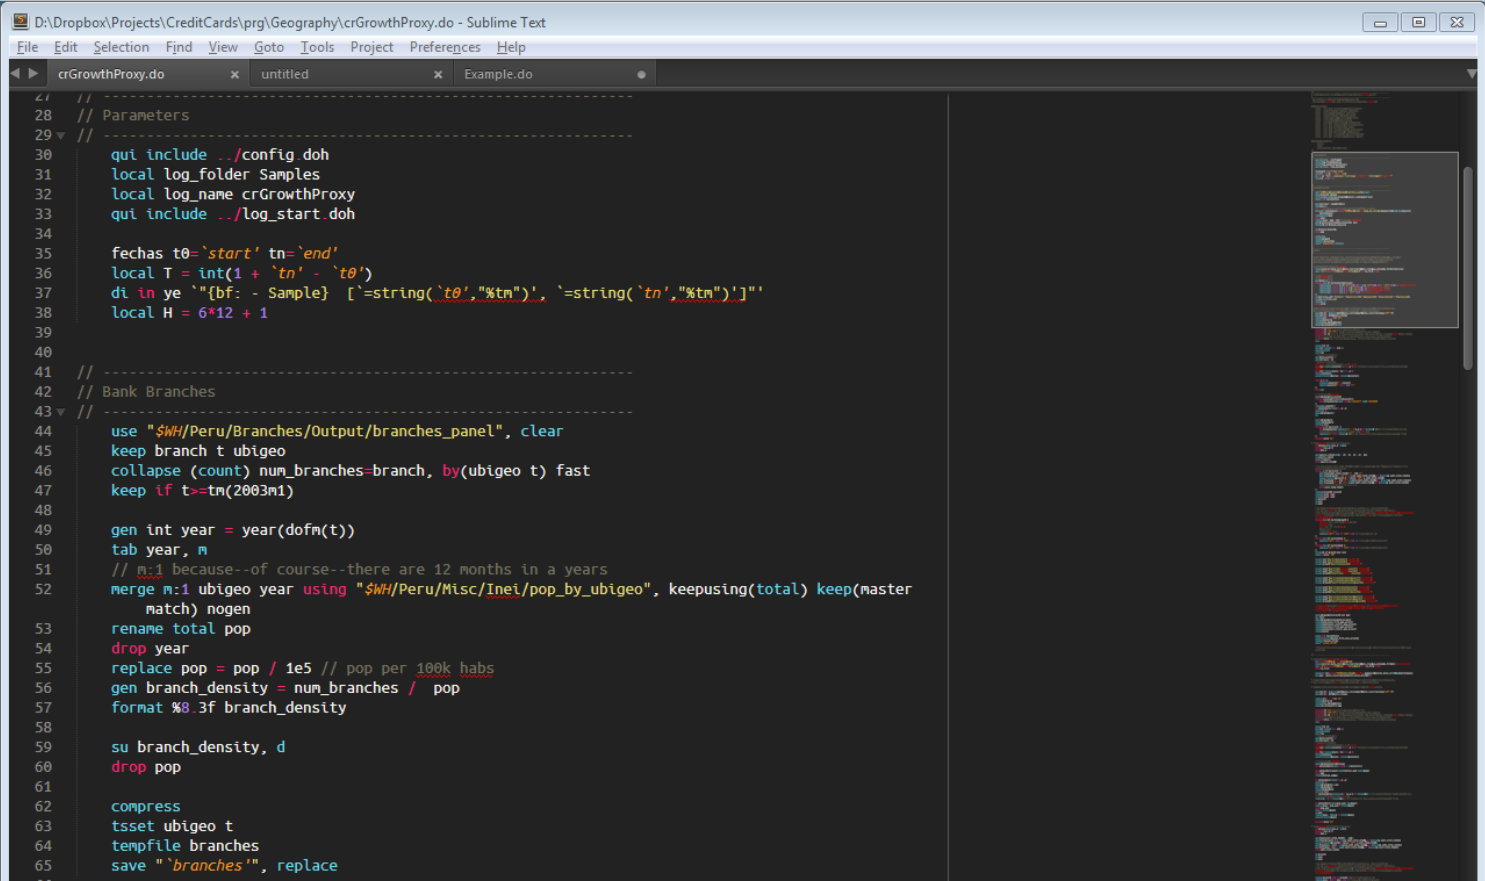 D:\Dropbox\Projects\CreditCards\prg\Geography\crGrowthProxy.do - Sublime Text
File Edit Selection Find View Goto Tools Project Preferences Help
crGrowthProxy.do × untitled × Example.do
27 // -------------------------------------------------------------
28 // Parameters
29 // -------------------------------------------------------------
30 qui include ../config.doh
31 local log_folder Samples
32 local log_name crGrowthProxy
33 qui include ../log_start.doh
34
35 fechas t0=`start' tn=`end'
36 local T = int(1 + `tn' - `t0')
37 di in ye `"{bf: - Sample}  [`=string(`t0',"%tm")', `=string(`tn',"%tm")']"'
38 local H = 6*12 + 1
39
40
41 // -------------------------------------------------------------
42 // Bank Branches
43 // -------------------------------------------------------------
44 use "$WH/Peru/Branches/Output/branches_panel", clear
45 keep branch t ubigeo
46 collapse (count) num_branches=branch, by(ubigeo t) fast
47 keep if t>=tm(2003m1)
48
49 gen int year = year(dofm(t))
50 tab year, m
51 // m:1 because--of course--there are 12 months in a years
52 merge m:1 ubigeo year using "$WH/Peru/Misc/Inei/pop_by_ubigeo", keepusing(total) keep(master
match) nogen
53 rename total pop
54 drop year
55 replace pop = pop / 1e5 // pop per 100k habs
56 gen branch_density = num_branches /  pop
57 format %8.3f branch_density
58
59 su branch_density, d
60 drop pop
61
62 compress
63 tsset ubigeo t
64 tempfile branches
65 save "`branches'", replace